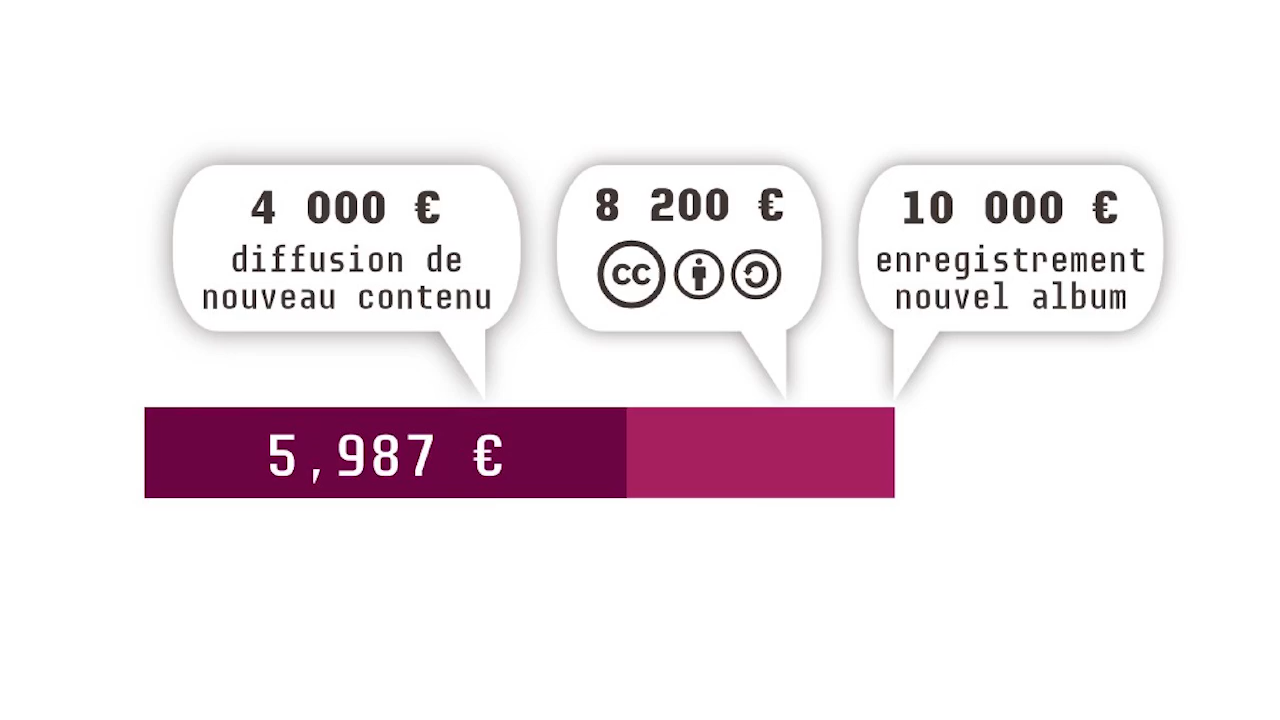 4 000 €
diffusion de
nouveau contenu
8 200 €
cc
10 000 €
enregistrement
nouvel album
5,987 €